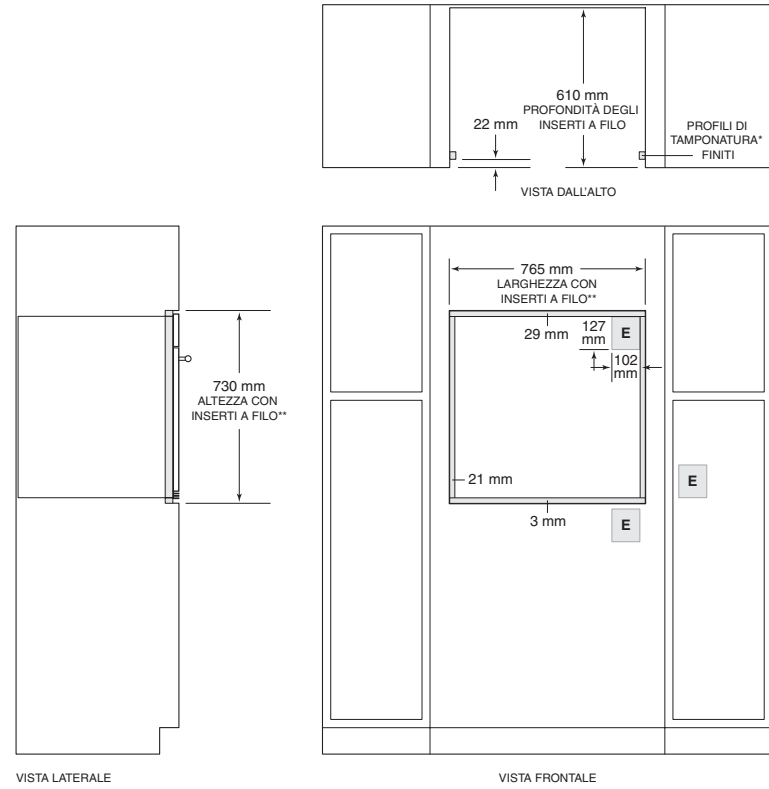 610 mm
PROFONDITÀ DEGLI
INSERTI A FILO
22 mm
PROFILI DI
TAMPONATURA*
FINITI
VISTA DALL'ALTO
765 mm
LARGHEZZA CON
INSERTI A FILO**
29 mm
127
mm
E
102
mm
730 mm
ALTEZZA CON
INSERTI A FILO**
21 mm
E
3 mm
E
VISTA LATERALE
VISTA FRONTALE